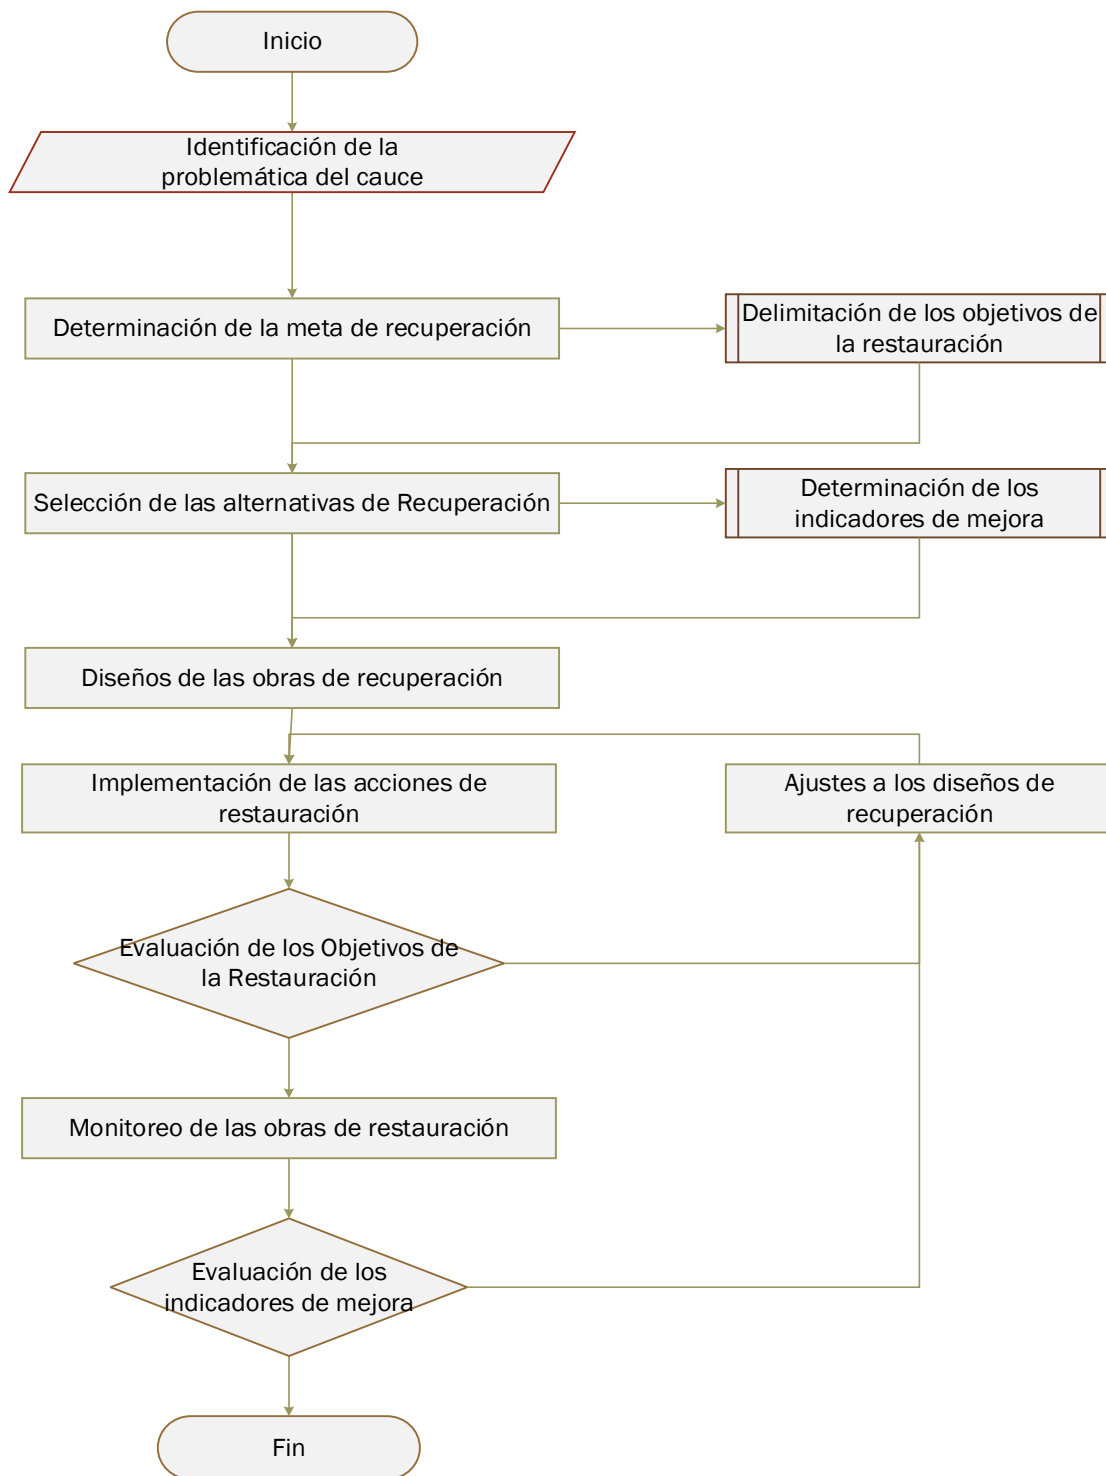 Inicio
Identificación de la
problemática del cauce
Determinación de la meta de recuperación
Delimitación de los objetivos de
la restauración
Selección de las alternativas de Recuperación
Determinación de los
indicadores de mejora
Diseños de las obras de recuperación
Implementación de las acciones de
restauración
Ajustes a los diseños de
recuperación
Evaluación de los Objetivos de
la Restauración
Monitoreo de las obras de restauración
Evaluación de los
indicadores de mejora
Fin